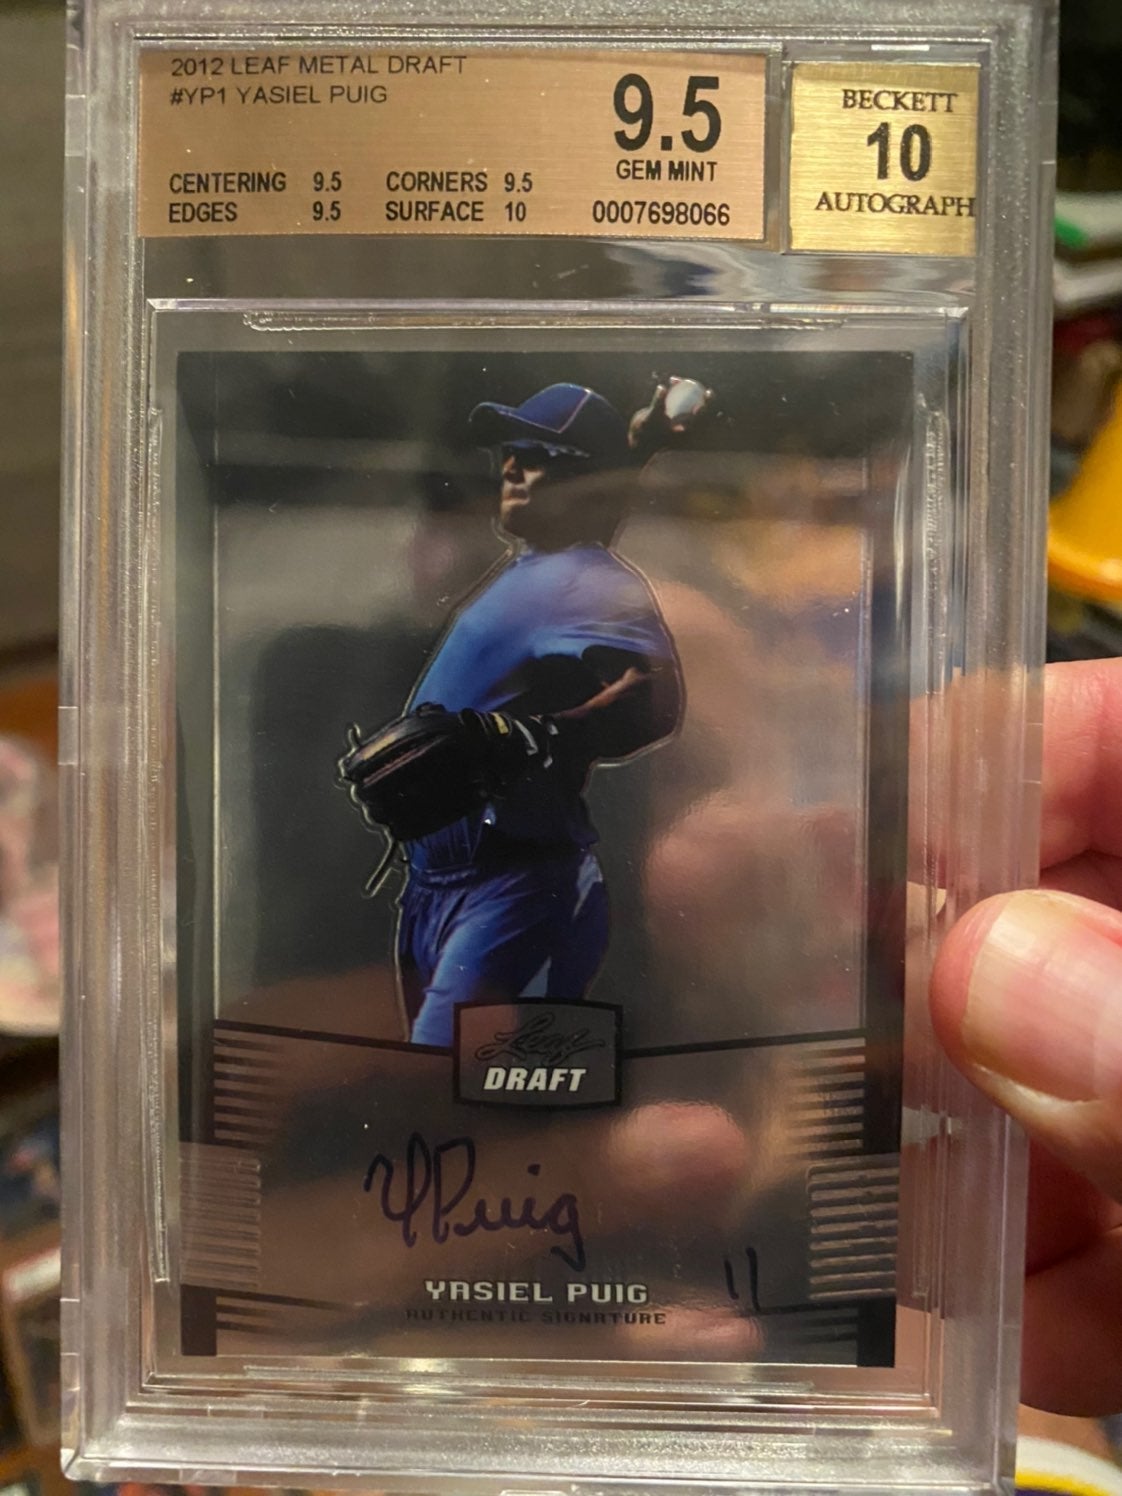 2012 LEAF METAL DRAFT
#YP1 YASIEL PUIG
9.5
GEM MINT
CENTERING 9.5 CORNERS 9.5
EDGES 9.5 SURFACE 10
0007698066
BECKETT
10
AUTOGRAPH
Leaf
DRAFT
YPuig
11
YASIEL PUIG
AUTHENTIC SIGNATURE